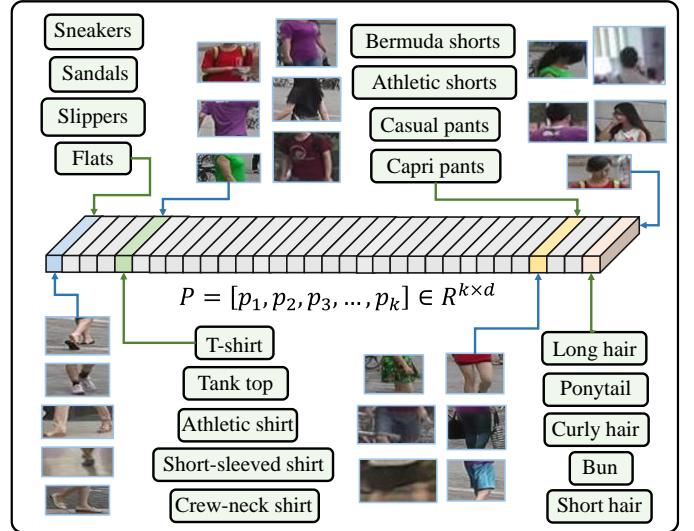 Sneakers
Sandals
Slippers
Flats
Bermuda shorts
Athletic shorts
Casual pants
Capri pants
P = [p₁, p₂, p₃, ..., pₖ] ∈ Rᵏˣᵈ
T-shirt
Tank top
Athletic shirt
Short-sleeved shirt
Crew-neck shirt
Long hair
Ponytail
Curly hair
Bun
Short hair